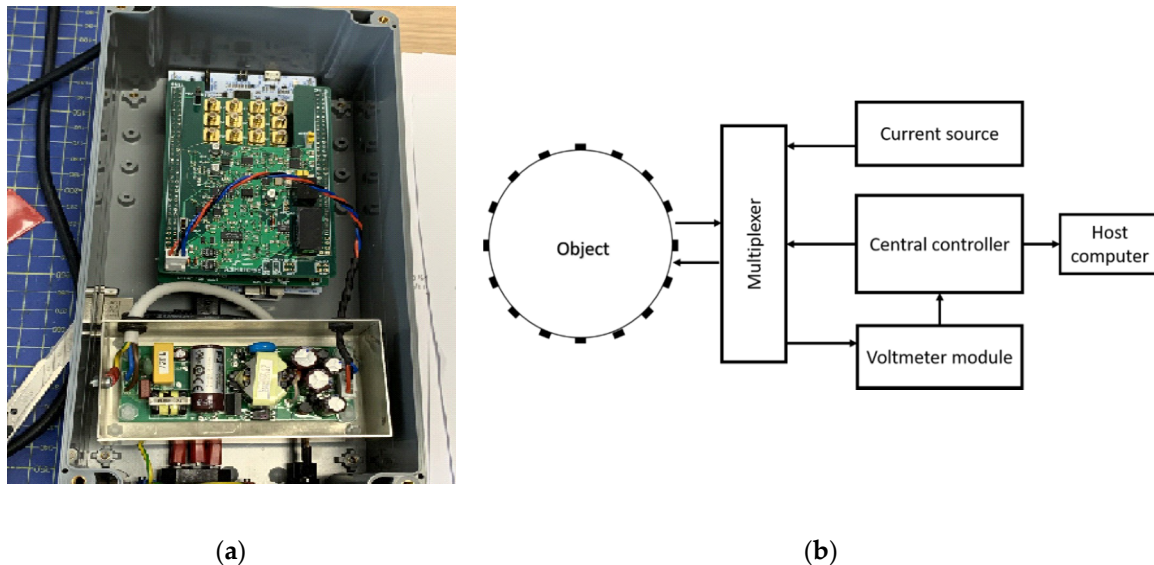 Object
Multiplexer
Current source
Central controller
Host
computer
Voltmeter module
(a)
(b)